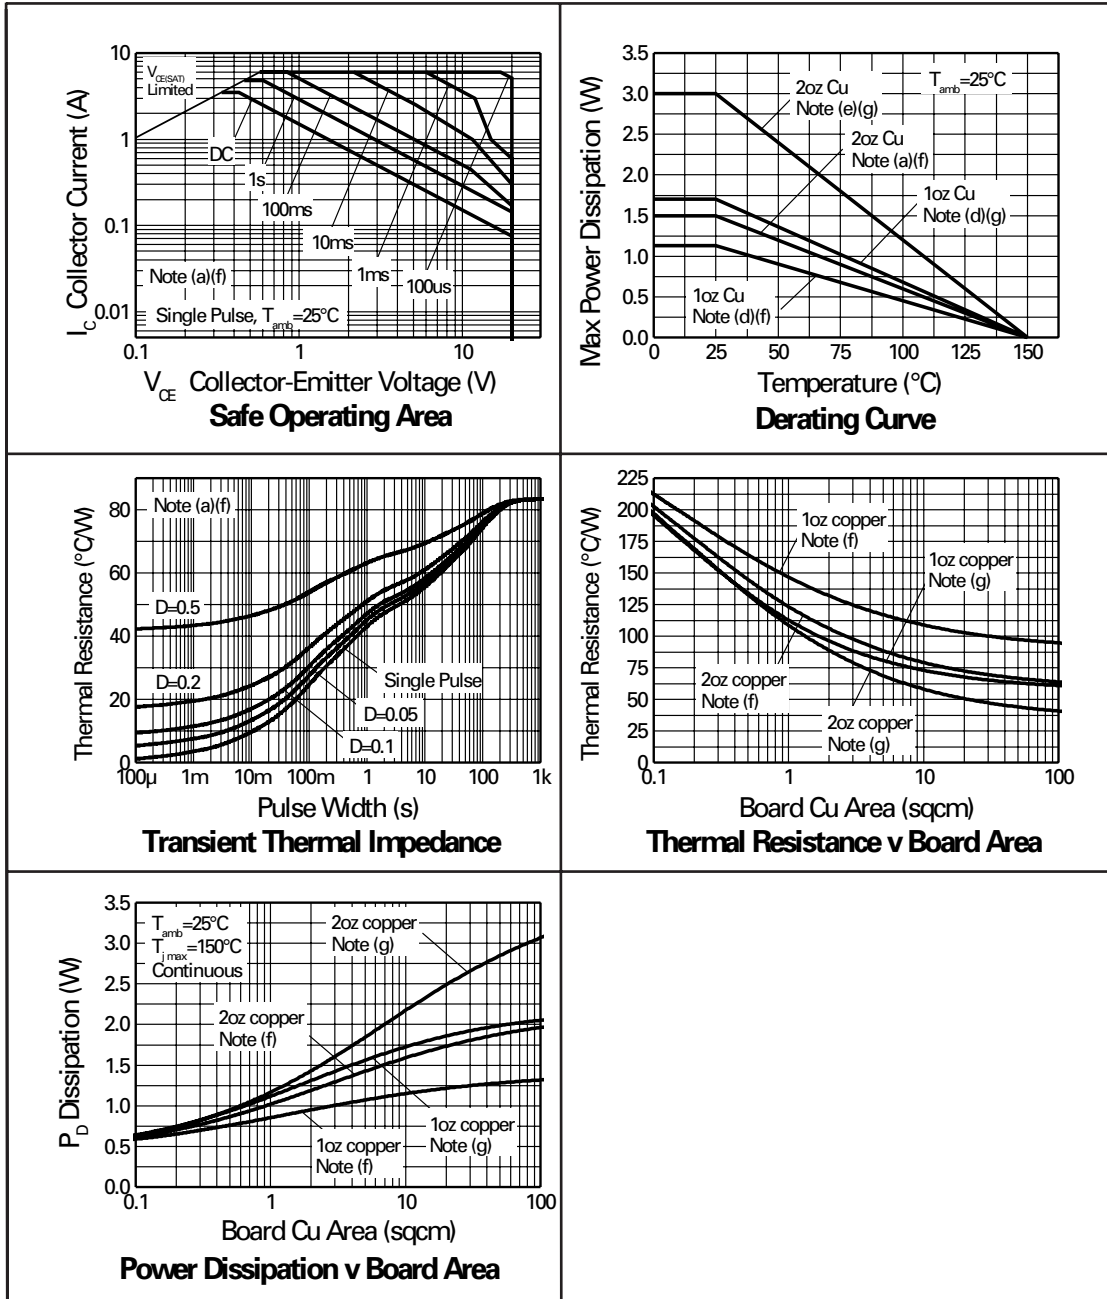 10
1
0.1
0.01
0.1
1
10
V_CE(SAT)
Limited
DC
1s
100ms
10ms
1ms
100us
Note (a)(f)
Single Pulse, T_amb=25°C
I_C Collector Current (A)
V_CE Collector-Emitter Voltage (V)
Safe Operating Area
3.5
3.0
2.5
2.0
1.5
1.0
0.5
0.0
0
25
50
75
100
125
150
T_amb=25°C
2oz Cu
Note (e)(g)
2oz Cu
Note (a)(f)
1oz Cu
Note (d)(g)
1oz Cu
Note (d)(f)
Max Power Dissipation (W)
Temperature (°C)
Derating Curve
80
60
40
20
0
100µ
1m
10m
100m
1
10
100
1k
Note (a)(f)
D=0.5
D=0.2
Single Pulse
D=0.05
D=0.1
Thermal Resistance (°C/W)
Pulse Width (s)
Transient Thermal Impedance
225
200
175
150
125
100
75
50
25
0
0.1
1
10
100
1oz copper
Note (f)
1oz copper
Note (g)
2oz copper
Note (f)
2oz copper
Note (g)
Thermal Resistance (°C/W)
Board Cu Area (sqcm)
Thermal Resistance v Board Area
3.5
3.0
2.5
2.0
1.5
1.0
0.5
0.0
0.1
1
10
100
T_amb=25°C
T_j max=150°C
Continuous
2oz copper
Note (g)
2oz copper
Note (f)
1oz copper
Note (g)
1oz copper
Note (f)
P_D Dissipation (W)
Board Cu Area (sqcm)
Power Dissipation v Board Area